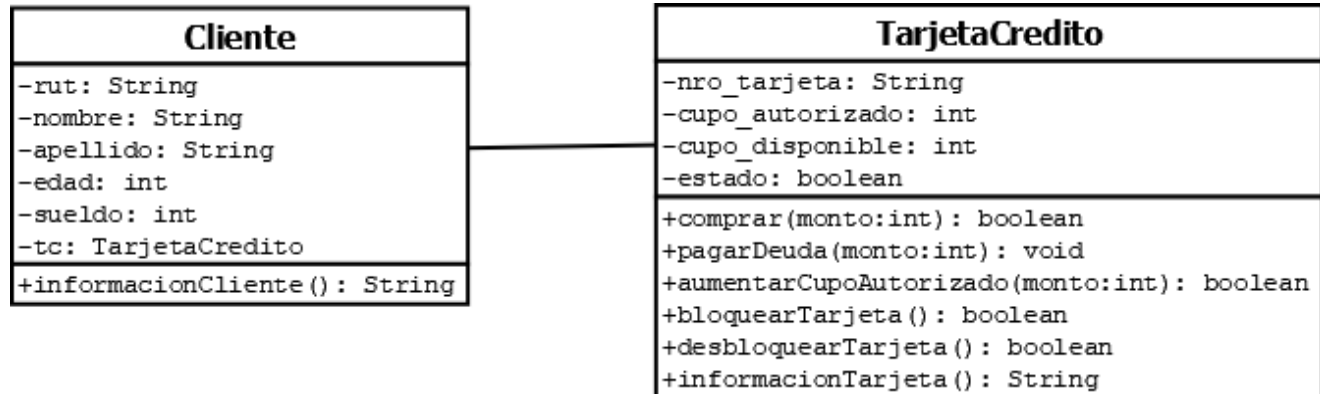 Cliente
-rut: String
-nombre: String
-apellido: String
-edad: int
-sueldo: int
-tc: TarjetaCredito
+informacionCliente(): String
TarjetaCredito
-nro_tarjeta: String
-cupo_autorizado: int
-cupo_disponible: int
-estado: boolean
+comprar(monto:int): boolean
+pagarDeuda(monto:int): void
+aumentarCupoAutorizado(monto:int): boolean
+bloquearTarjeta(): boolean
+desbloquearTarjeta(): boolean
+informacionTarjeta(): String